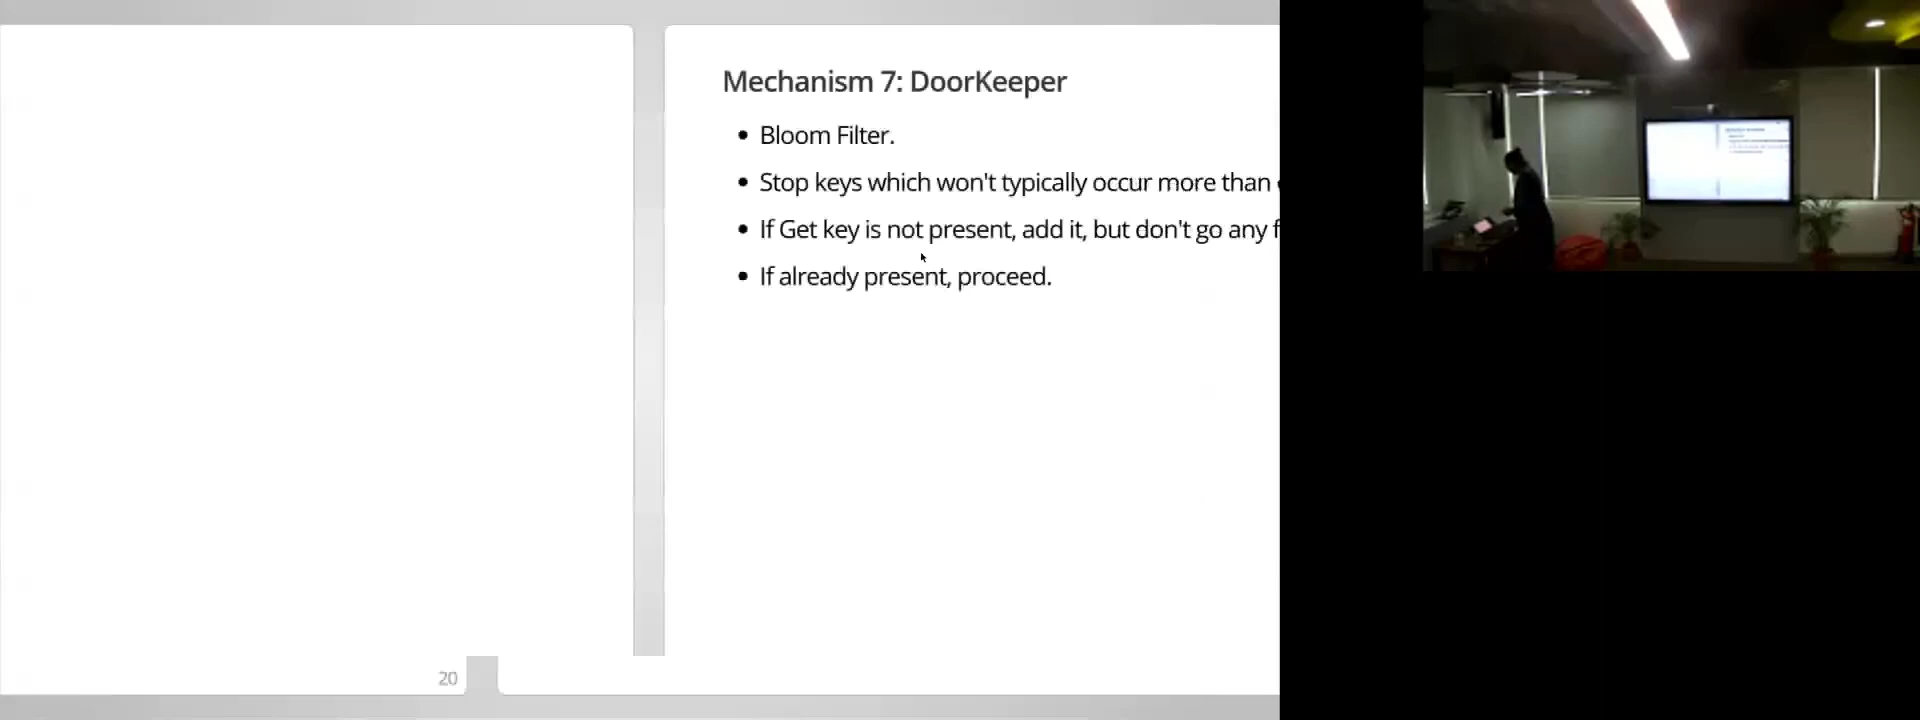 Mechanism 7: DoorKeeper
Bloom Filter.
Stop keys which won't typically occur more than
If Get key is not present, add it, but don't go any
If already present, proceed.
20